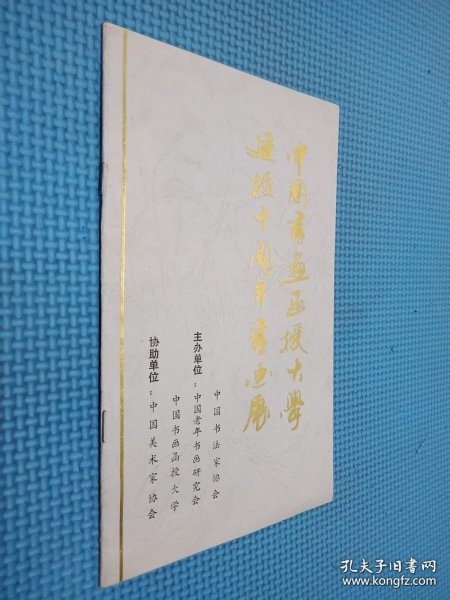 中国书画函授大学
建校十周年书画展
中国书法家协会
主办单位：中国老年书画研究会
中国书画函授大学
协助单位：中国美术家协会
孔夫子旧书网
www.kongfz.com